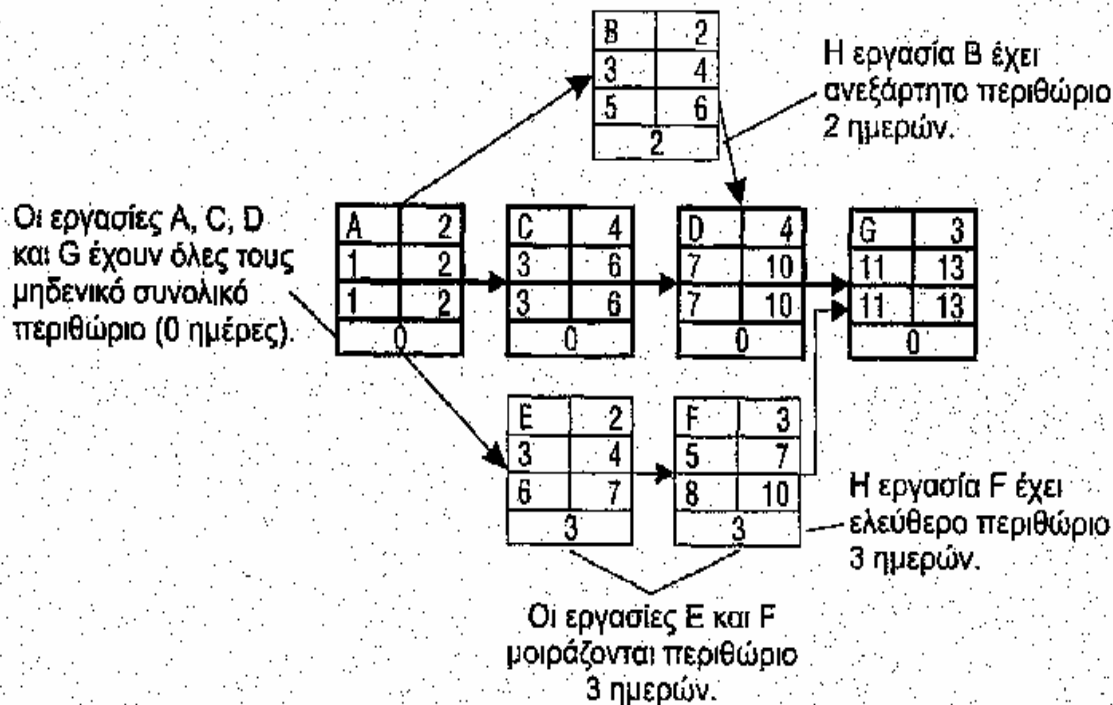 B 2
3 4
5 6
2
Η εργασία Β έχει
ανεξάρτητο περιθώριο
2 ημερών.
Οι εργασίες A, C, D
και G έχουν όλες τους
μηδενικό συνολικό
περιθώριο (0 ημέρες).
A 2
1 2
1 2
0
C 4
3 6
3 6
0
D 4
7 10
7 10
0
G 3
11 13
11 13
0
E 2
3 4
6 7
3
F 3
5 7
8 10
3
Η εργασία F έχει
ελεύθερο περιθώριο
3 ημερών.
Οι εργασίες E και F
μοιράζονται περιθώριο
3 ημερών.